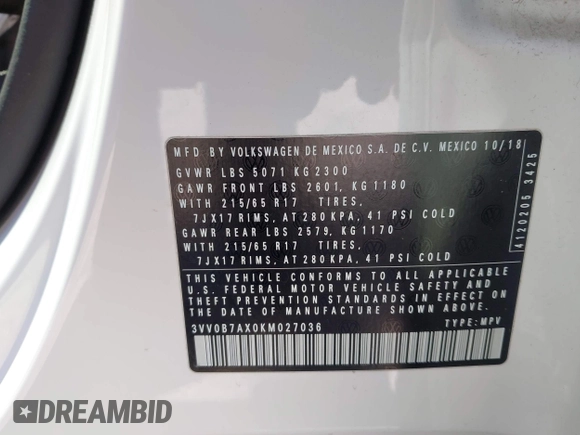 MFD. BY VOLKSWAGEN DE MEXICO S.A. DE C.V. MEXICO 10/18
GVWR LBS 5071 KG 2300
GAWR FRONT LBS 2601, KG 1180
WITH 215/65 R17 TIRES,
7JX17 RIMS, AT 280 KPA, 41 PSI COLD
GAWR REAR LBS 2579, KG 1170
WITH 215/65 R17 TIRES,
7JX17 RIMS, AT 280 KPA, 41 PSI COLD
THIS VEHICLE CONFORMS TO ALL APPLICABLE
U.S. FEDERAL MOTOR VEHICLE SAFETY AND
THEFT PREVENTION STANDARDS IN EFFECT ON
THE DATE OF MANUFACTURE SHOWN ABOVE.
3VV0B7AX0KM027036 TYPE: MPV
4120205 3425
DREAMBID